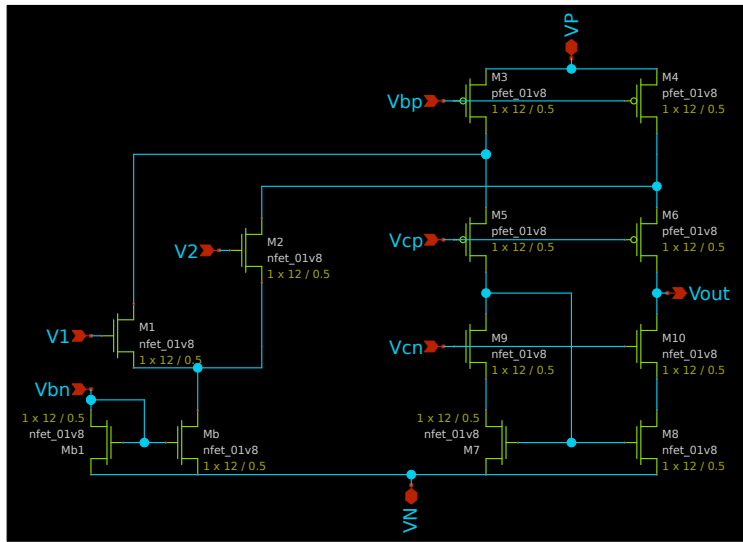 VP
M3
pfet_01v8
1 x 12 / 0.5
M4
pfet_01v8
1 x 12 / 0.5
Vbp
M5
pfet_01v8
1 x 12 / 0.5
M6
pfet_01v8
1 x 12 / 0.5
Vcp
V2
M2
nfet_01v8
1 x 12 / 0.5
Vout
V1
M1
nfet_01v8
1 x 12 / 0.5
Vcn
M9
nfet_01v8
1 x 12 / 0.5
M10
nfet_01v8
1 x 12 / 0.5
Vbn
1 x 12 / 0.5
nfet_01v8
Mb1
Mb
nfet_01v8
1 x 12 / 0.5
1 x 12 / 0.5
nfet_01v8
M7
M8
nfet_01v8
1 x 12 / 0.5
VN